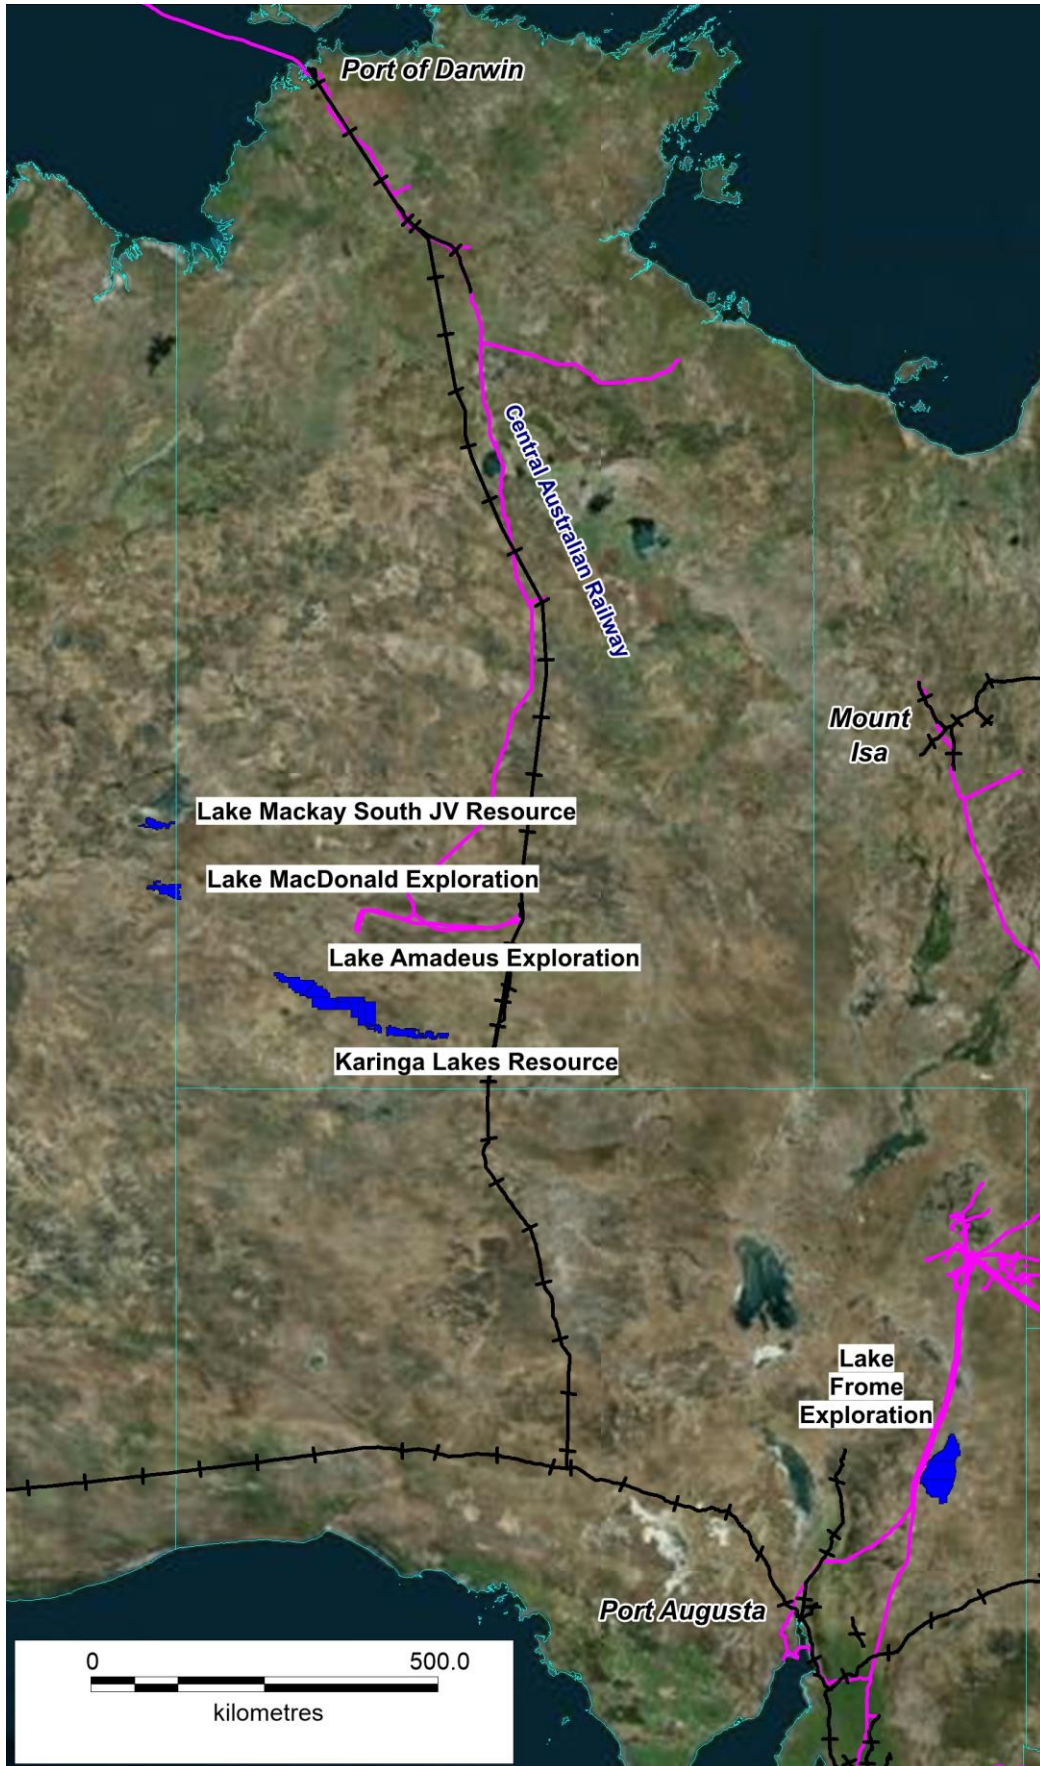 Port of Darwin
Central Australian Railway
Mount
Isa
Lake Mackay South JV Resource
Lake MacDonald Exploration
Lake Amadeus Exploration
Karinga Lakes Resource
Lake
Frome
Exploration
Port Augusta
0 500.0
kilometres